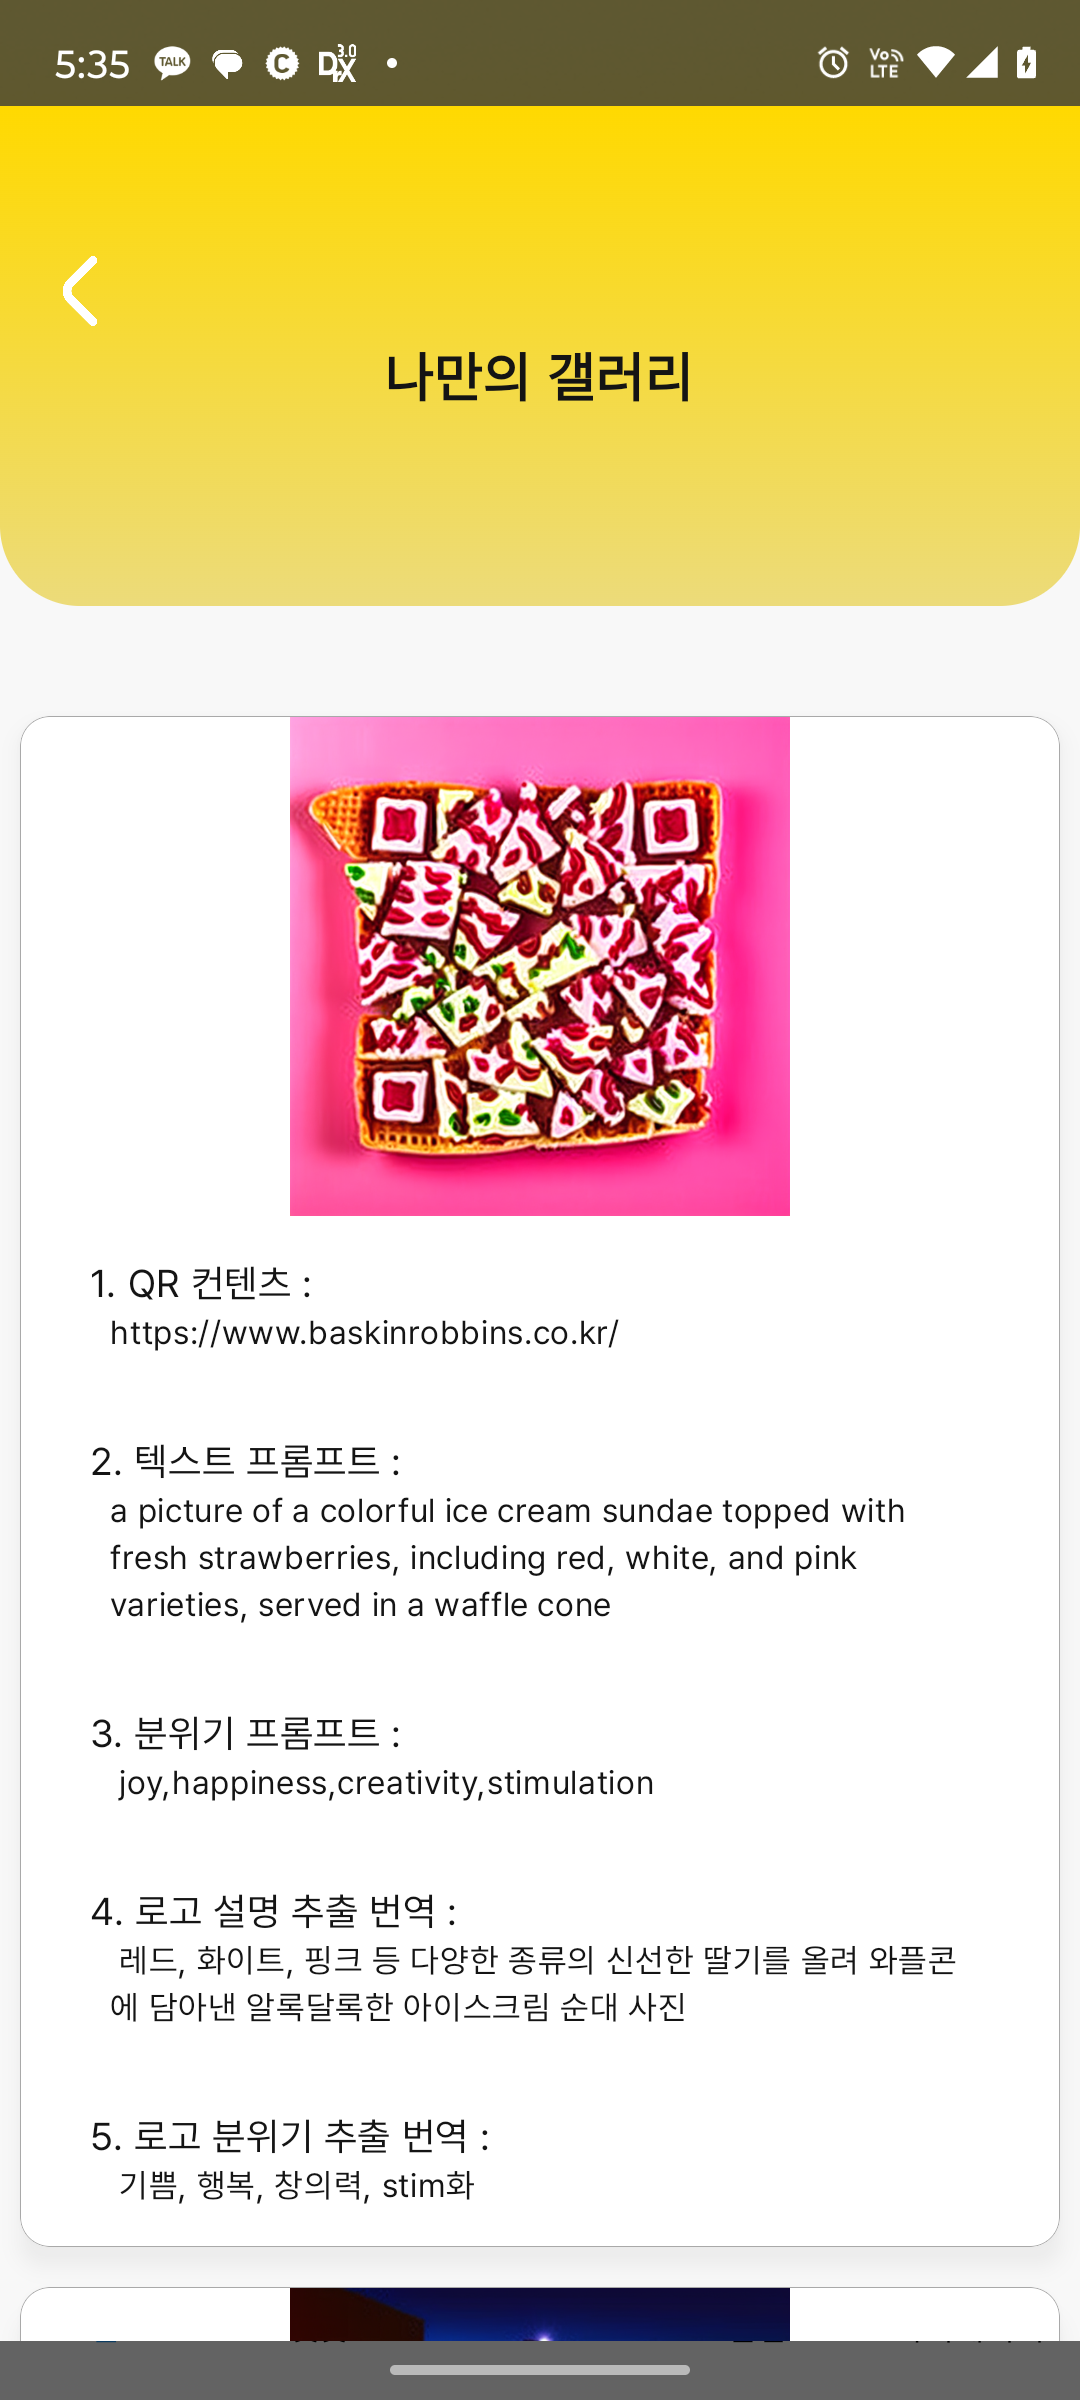 5:35
TALK
C
3.0
DX
Vo
LTE
나만의 갤러리
1. QR 컨텐츠 :
https://www.baskinrobbins.co.kr/
2. 텍스트 프롬프트 :
a picture of a colorful ice cream sundae topped with
fresh strawberries, including red, white, and pink
varieties, served in a waffle cone
3. 분위기 프롬프트 :
joy,happiness,creativity,stimulation
4. 로고 설명 추출 번역 :
레드, 화이트, 핑크 등 다양한 종류의 신선한 딸기를 올려 와플콘
에 담아낸 알록달록한 아이스크림 순대 사진
5. 로고 분위기 추출 번역 :
기쁨, 행복, 창의력, stim화